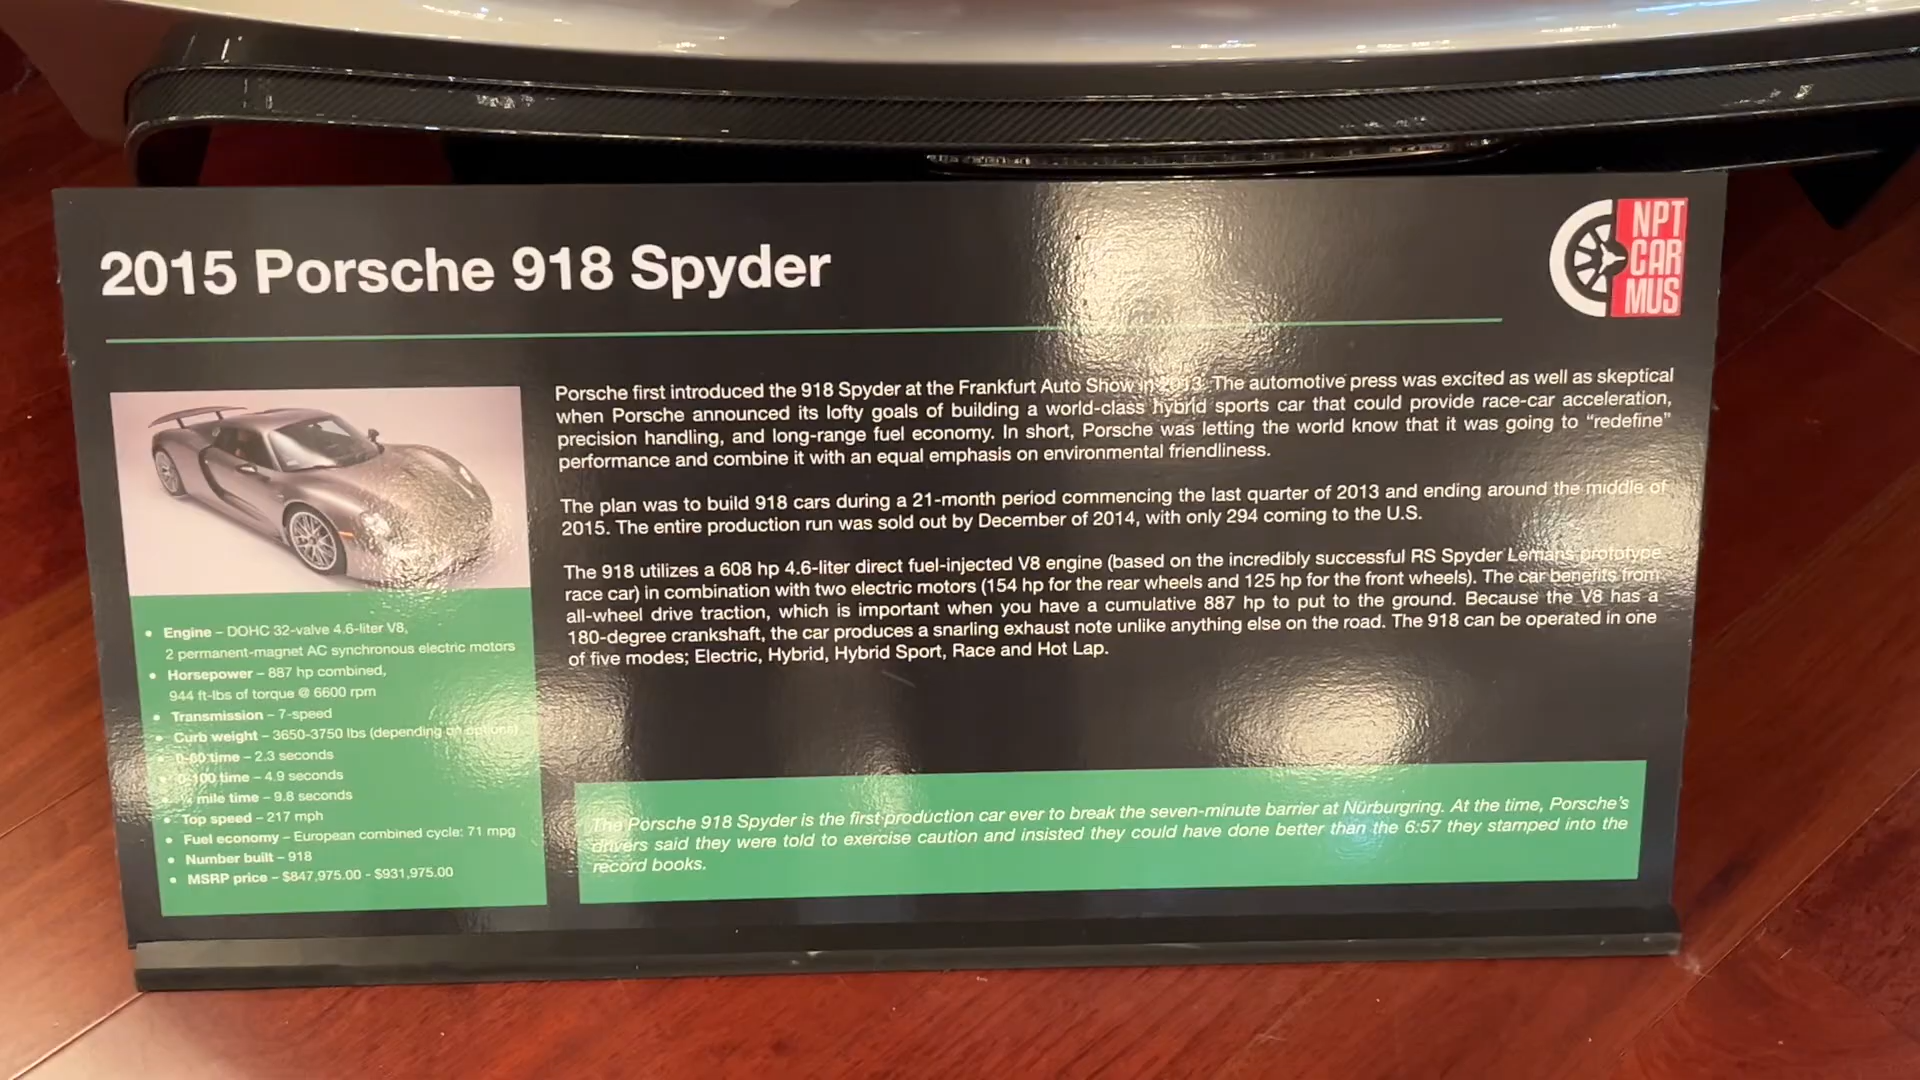 2015 Porsche 918 Spyder
NPT
CAR
MUS
Porsche first introduced the 918 Spyder at the Frankfurt Auto Show in 2013. The automotive press was excited as well as skeptical
when Porsche announced its lofty goals of building a world-class hybrid sports car that could provide race-car acceleration,
precision handling, and long-range fuel economy. In short, Porsche was letting the world know that it was going to “redefine”
performance and combine it with an equal emphasis on environmental friendliness.
The plan was to build 918 cars during a 21-month period commencing the last quarter of 2013 and ending around the middle of
2015. The entire production run was sold out by December of 2014, with only 294 coming to the U.S.
The 918 utilizes a 608 hp 4.6-liter direct fuel-injected V8 engine (based on the incredibly successful RS Spyder Lemans prototype
race car) in combination with two electric motors (154 hp for the rear wheels and 125 hp for the front wheels). The car benefits from
all-wheel drive traction, which is important when you have a cumulative 887 hp to put to the ground. Because the V8 has a
180-degree crankshaft, the car produces a snarling exhaust note unlike anything else on the road. The 918 can be operated in one
of five modes; Electric, Hybrid, Hybrid Sport, Race and Hot Lap.
• Engine – DOHC 32-valve 4.6-liter V8,
2 permanent-magnet AC synchronous electric motors
• Horsepower – 887 hp combined,
944 ft-lbs of torque @ 6600 rpm
• Transmission – 7-speed
• Curb weight – 3650-3750 lbs (depending on options)
• 0-60 time – 2.3 seconds
• 0-100 time – 4.9 seconds
• mile time – 9.8 seconds
• Top speed – 217 mph
• Fuel economy – European combined cycle: 71 mpg
• Number built – 918
• MSRP price – $847,975.00 - $931,975.00
The Porsche 918 Spyder is the first production car ever to break the seven-minute barrier at Nürburgring. At the time, Porsche’s
drivers said they were told to exercise caution and insisted they could have done better than the 6:57 they stamped into the
record books.